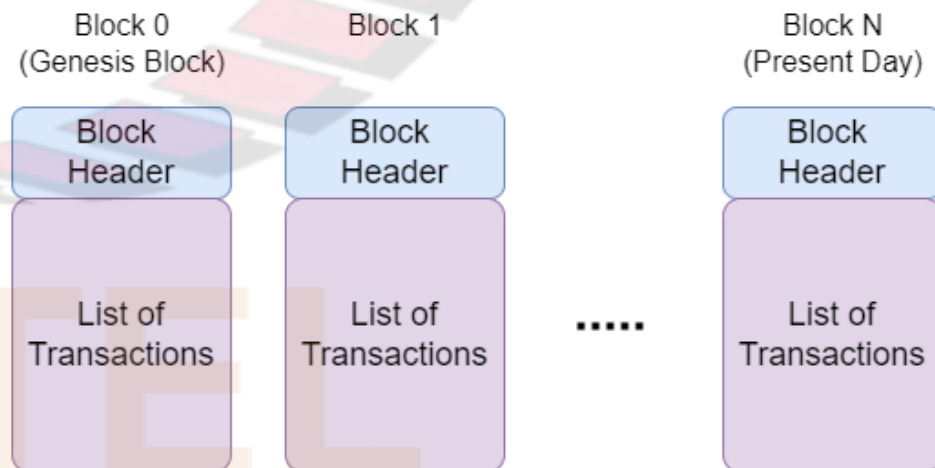 Block 0
(Genesis Block)
Block 1
Block N
(Present Day)
Block
Header
Block
Header
Block
Header
List of
Transactions
List of
Transactions
.....
List of
Transactions